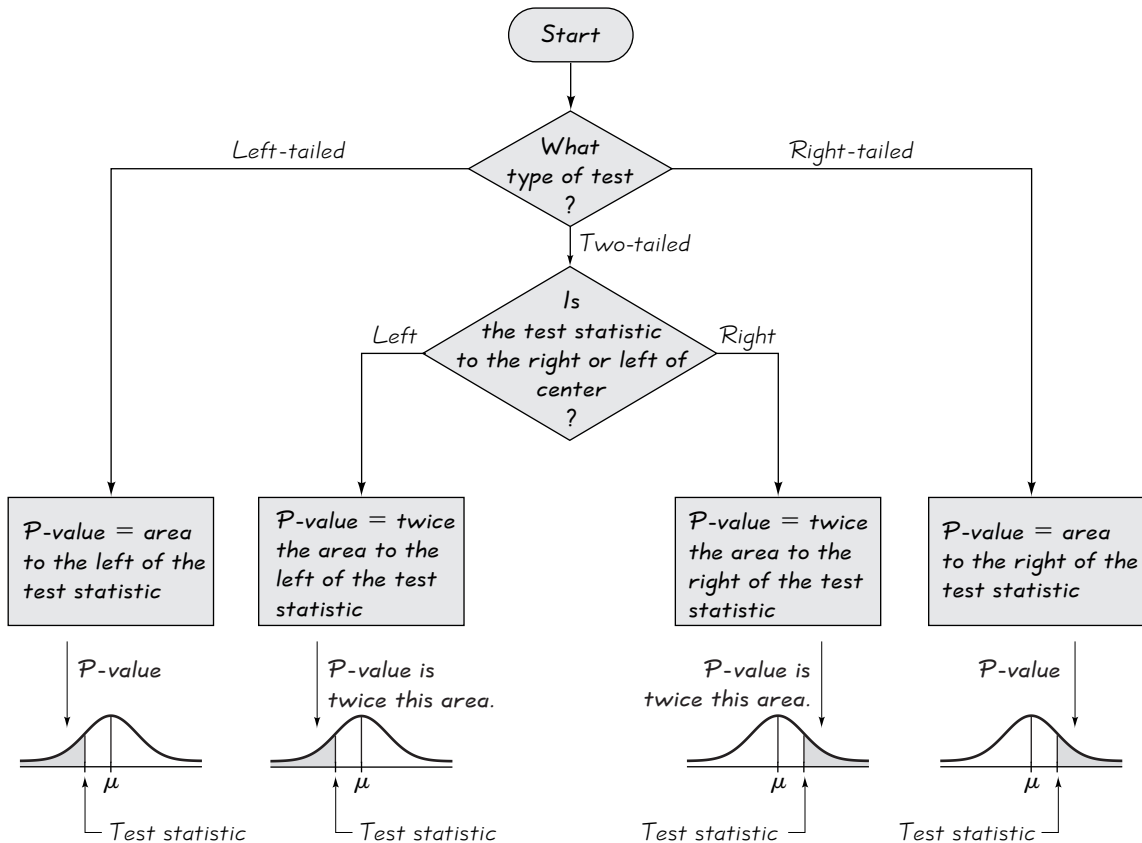 Start
What
type of test
?
Left-tailed
Right-tailed
Two-tailed
Is
the test statistic
to the right or left of
center
?
Left
Right
P-value = area
to the left of the
test statistic
P-value = twice
the area to the
left of the test
statistic
P-value = twice
the area to the
right of the test
statistic
P-value = area
to the right of the
test statistic
P-value
P-value is
twice this area.
P-value is
twice this area.
P-value
μ
μ
μ
μ
Test statistic
Test statistic
Test statistic
Test statistic